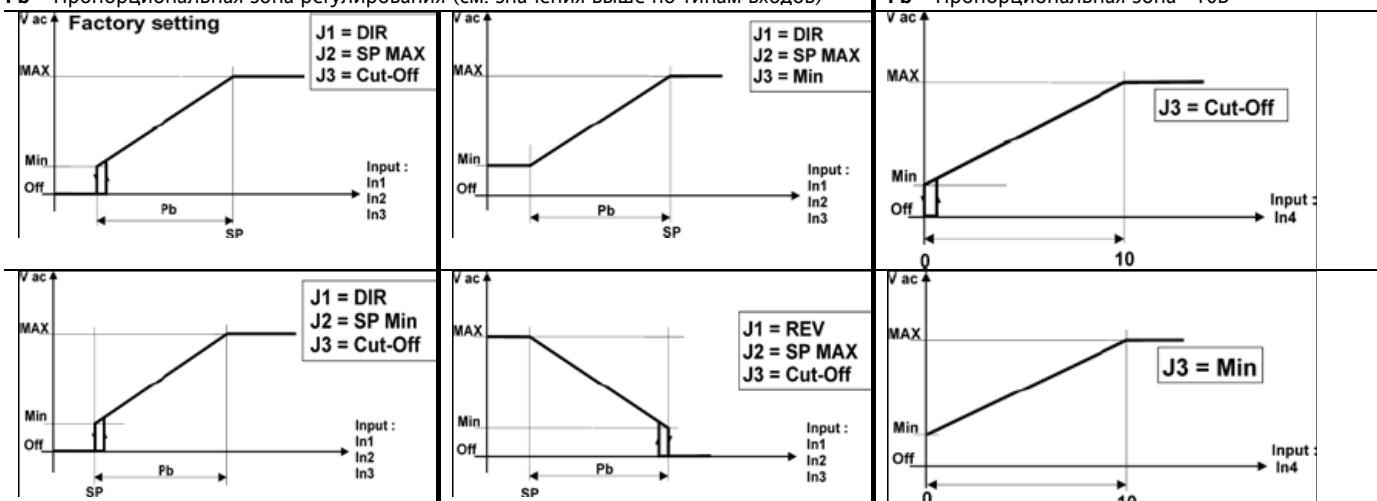 Pb - Пропорциональная зона регулирования (см. значения выше по типам входов)
Pb - Пропорциональная зона - 10В
V ac
Factory setting
J1 = DIR
J2 = SP MAX
J3 = Cut-Off
MAX
Min
Off
Pb
SP
Input :
In1
In2
In3
V ac
J1 = DIR
J2 = SP MAX
J3 = Min
MAX
Min
Off
Pb
SP
Input :
In1
In2
In3
V ac
MAX
J3 = Cut-Off
Min
Off
0
10
Input :
In4
V ac
J1 = DIR
J2 = SP Min
J3 = Cut-Off
MAX
Min
Off
Pb
SP
Input :
In1
In2
In3
V ac
MAX
J1 = REV
J2 = SP MAX
J3 = Cut-Off
Min
Off
Pb
SP
Input :
In1
In2
In3
V ac
MAX
J3 = Min
Min
Off
0
10
Input :
In4